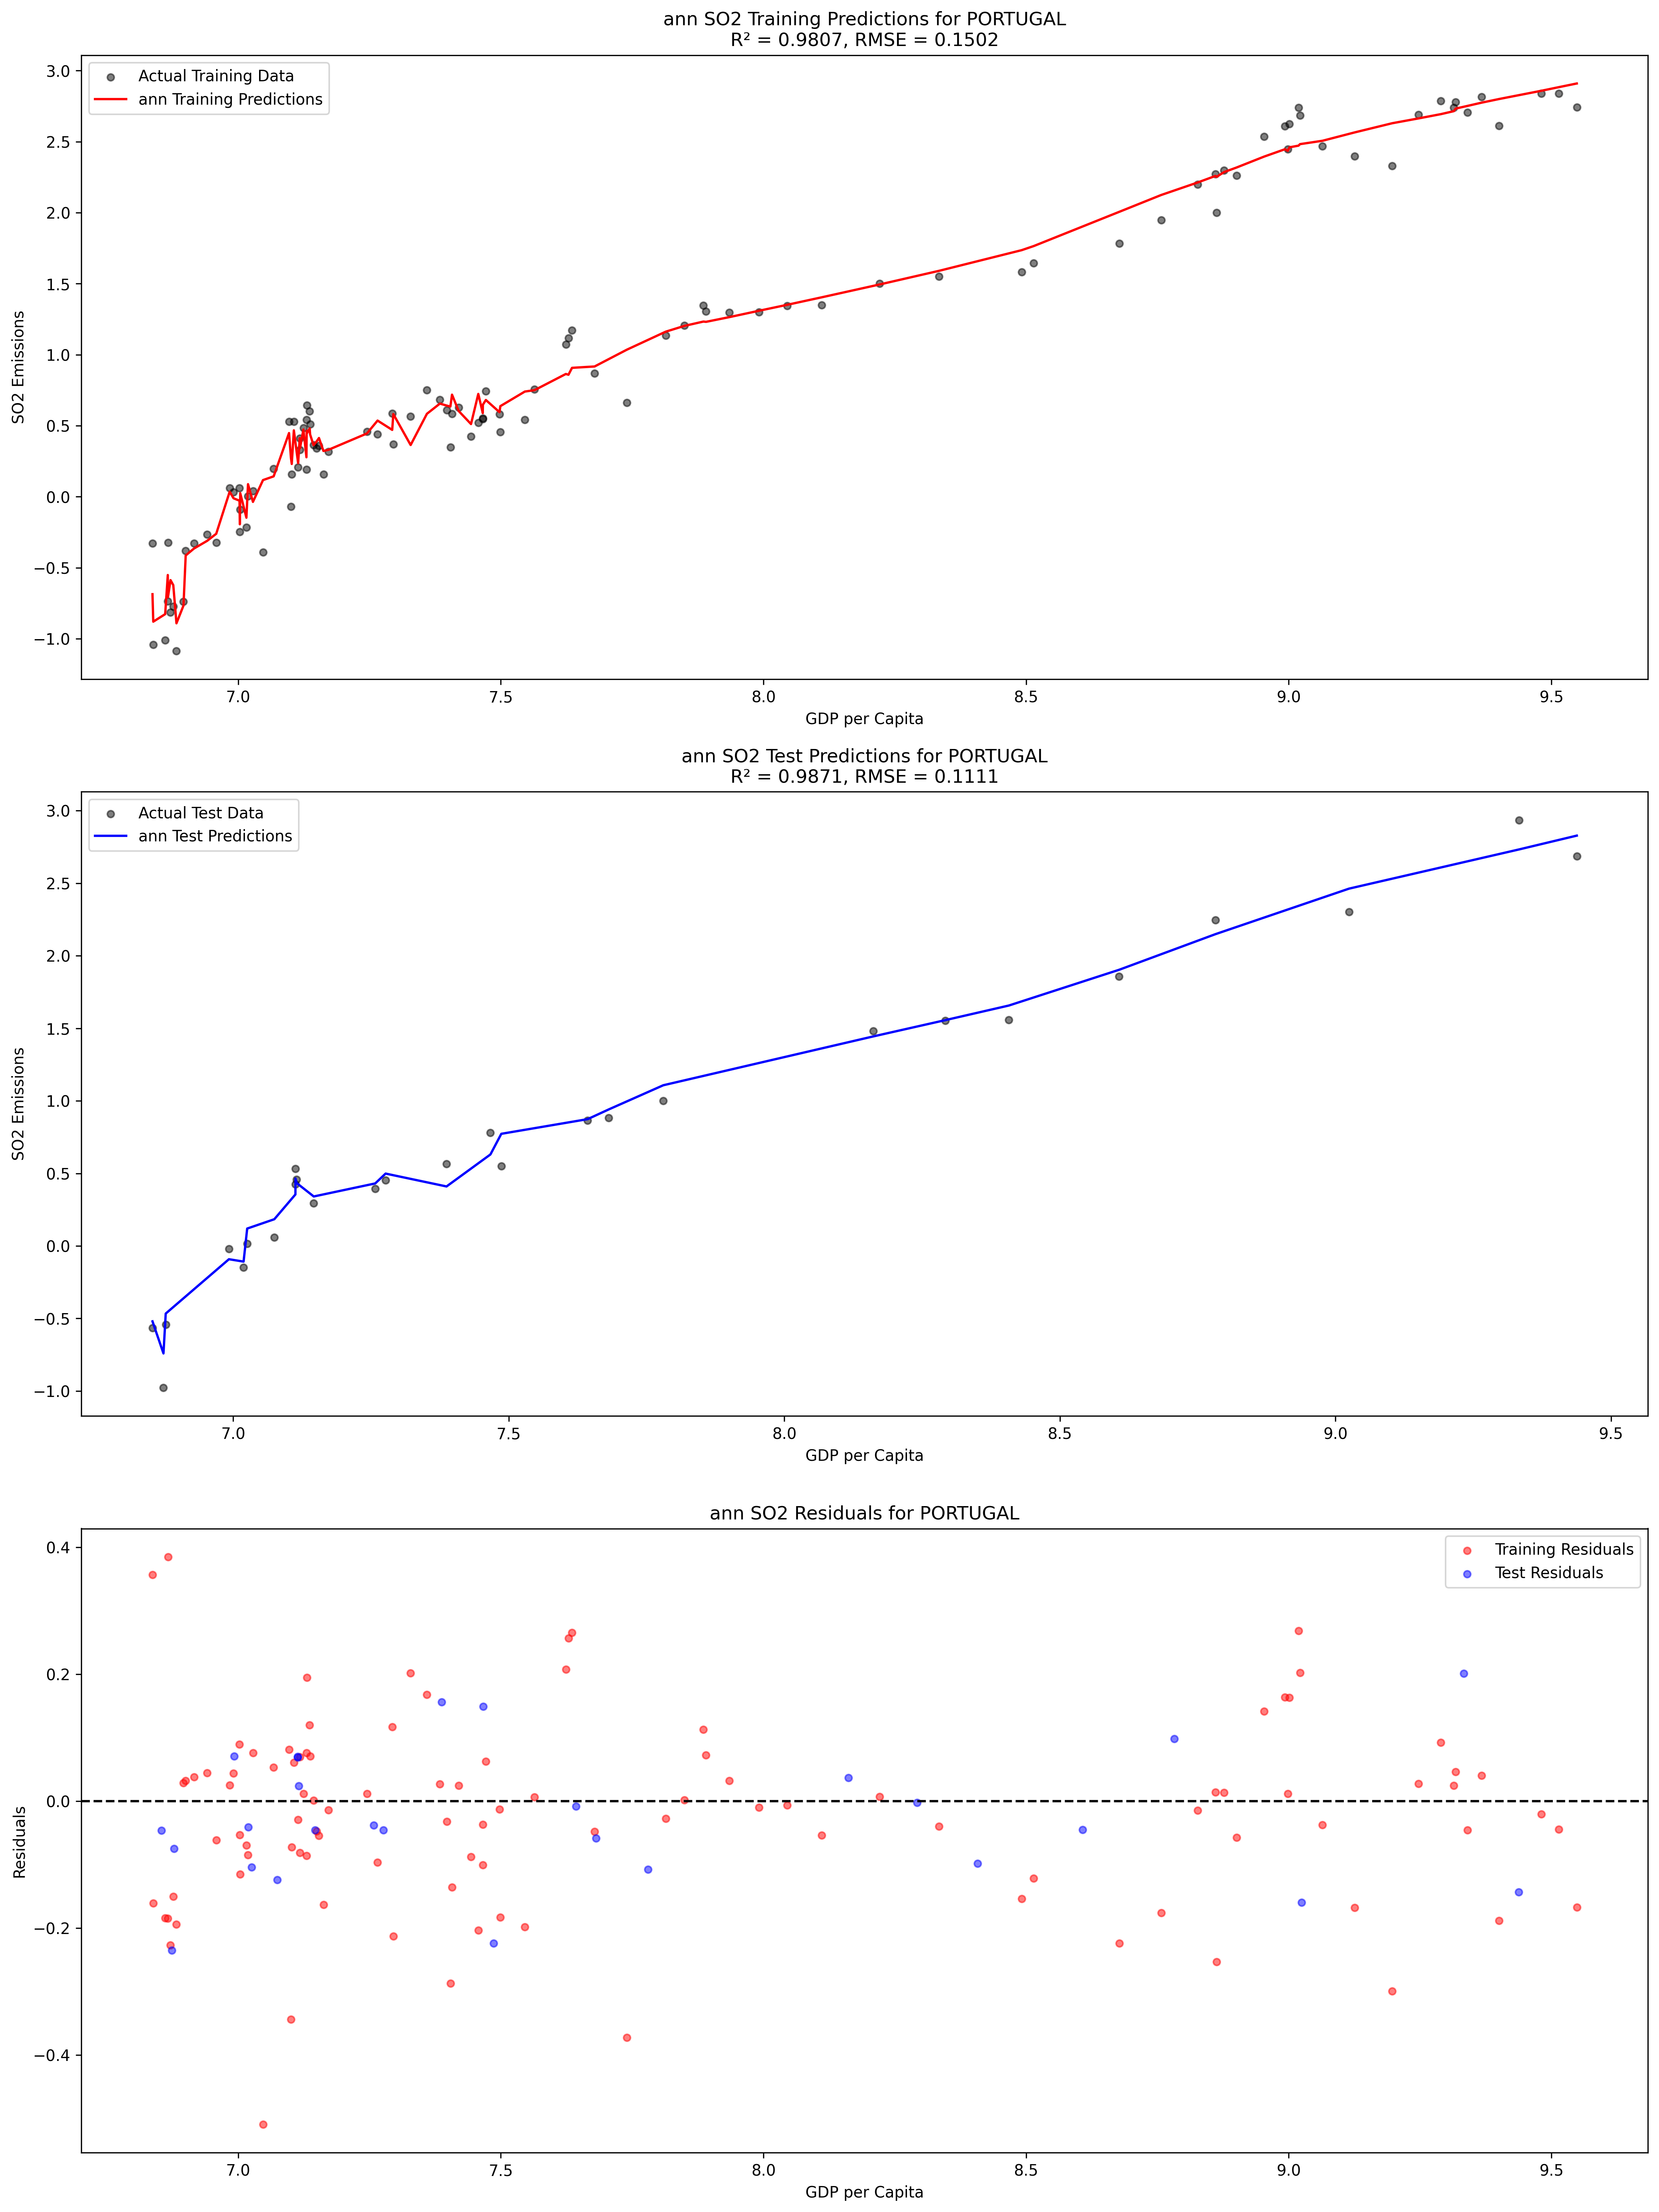 ann SO2 Training Predictions for PORTUGAL
R² = 0.9807, RMSE = 0.1502
Actual Training Data
ann Training Predictions
3.0
2.5
2.0
1.5
1.0
0.5
0.0
−0.5
−1.0
SO2 Emissions
7.0 7.5 8.0 8.5 9.0 9.5
GDP per Capita
ann SO2 Test Predictions for PORTUGAL
R² = 0.9871, RMSE = 0.1111
Actual Test Data
ann Test Predictions
3.0
2.5
2.0
1.5
1.0
0.5
0.0
−0.5
−1.0
SO2 Emissions
7.0 7.5 8.0 8.5 9.0 9.5
GDP per Capita
ann SO2 Residuals for PORTUGAL
Training Residuals
Test Residuals
0.4
0.2
0.0
−0.2
−0.4
Residuals
7.0 7.5 8.0 8.5 9.0 9.5
GDP per Capita